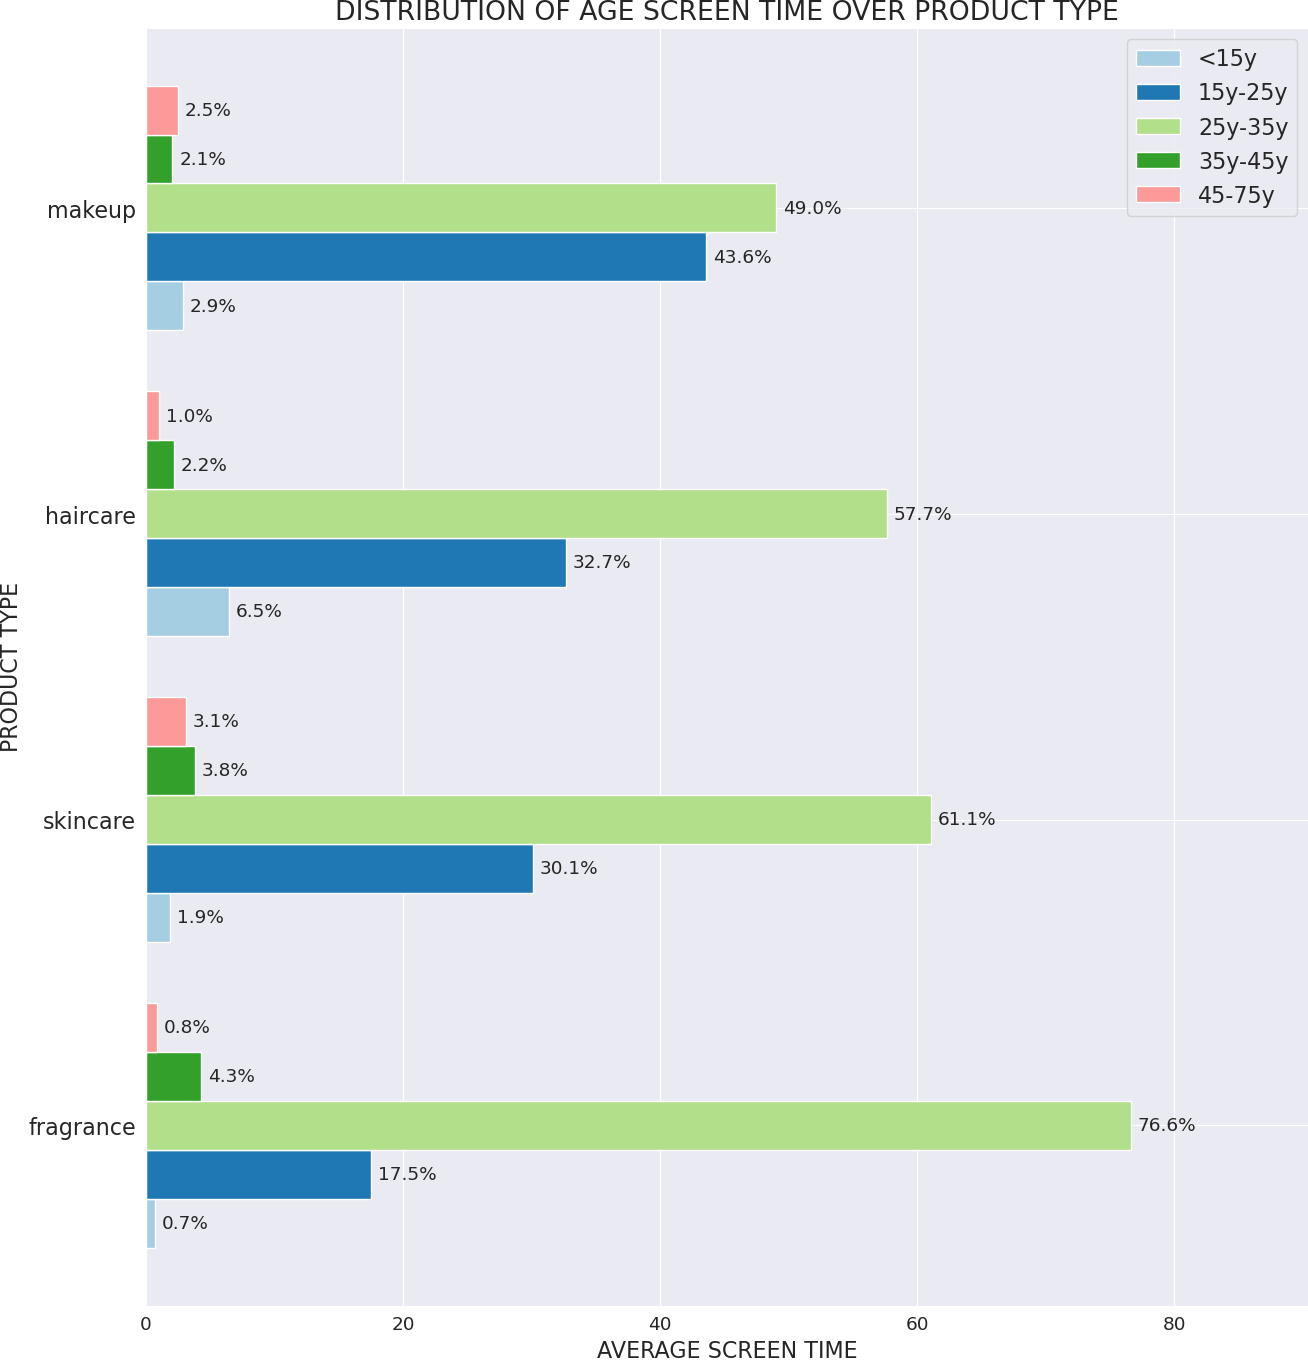 DISTRIBUTION OF AGE SCREEN TIME OVER PRODUCT TYPE
<15y
15y-25y
25y-35y
35y-45y
45-75y
PRODUCT TYPE
makeup
2.5%
2.1%
49.0%
43.6%
2.9%
haircare
1.0%
2.2%
57.7%
32.7%
6.5%
skincare
3.1%
3.8%
61.1%
30.1%
1.9%
fragrance
0.8%
4.3%
76.6%
17.5%
0.7%
0 20 40 60 80
AVERAGE SCREEN TIME